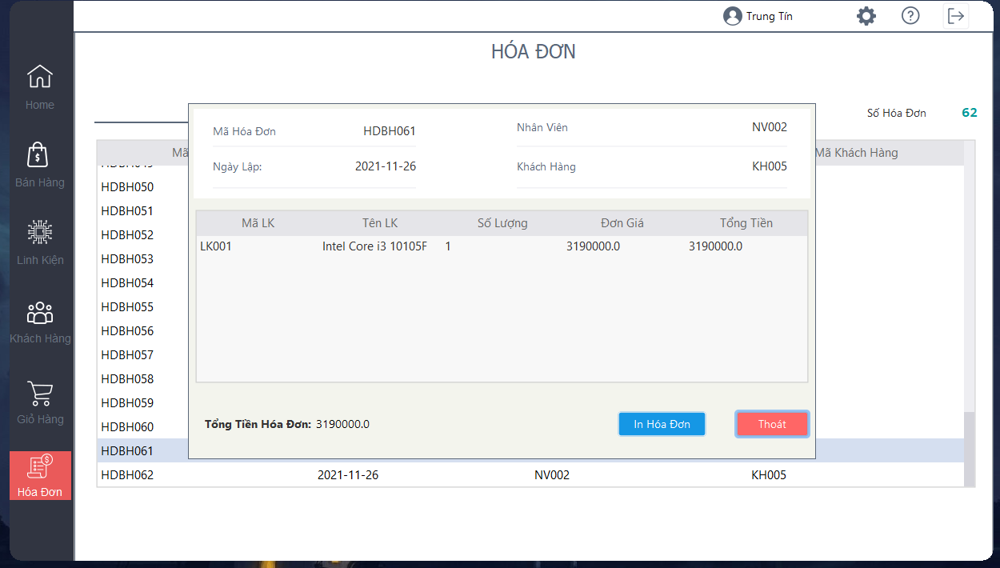 Trung Tín
Home
Bán Hàng
Linh Kiện
Khách Hàng
Giỏ Hàng
Hóa Đơn
HÓA ĐƠN
Số Hóa Đơn 62
Mã Khách Hàng
HDBH050
HDBH051
HDBH052
HDBH053
HDBH054
HDBH055
HDBH056
HDBH057
HDBH058
HDBH059
HDBH060
HDBH061
HDBH062 2021-11-26 NV002 KH005
Mã Hóa Đơn HDBH061 Nhân Viên NV002
Ngày Lập: 2021-11-26 Khách Hàng KH005
Mã LK Tên LK Số Lượng Đơn Giá Tổng Tiền
LK001 Intel Core i3 10105F 1 3190000.0 3190000.0
Tổng Tiền Hóa Đơn: 3190000.0 In Hóa Đơn Thoát